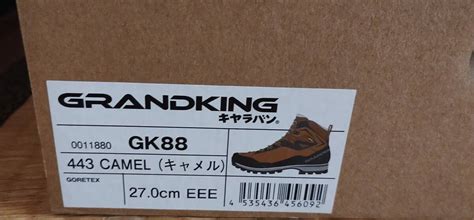 GRANDKING
キャラバン®
0011880 GK88
443 CAMEL (キャメル)
GORETEX
27.0cm EEE
4 535436 456092